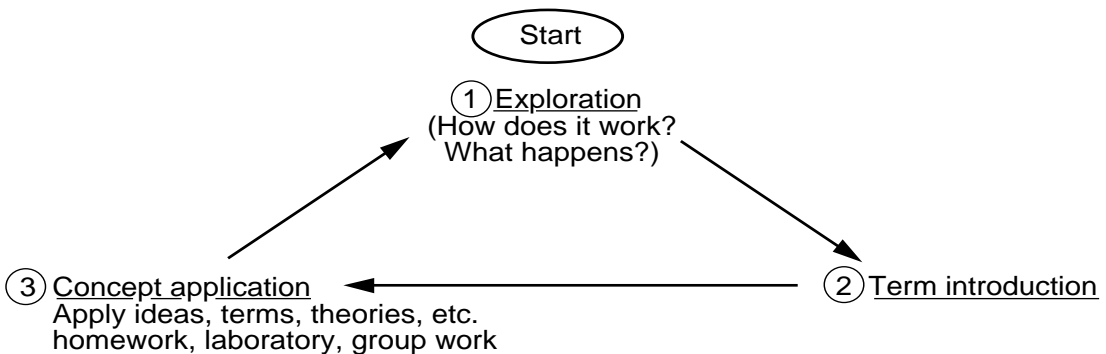 Start
1 Exploration
(How does it work?
What happens?)
3 Concept application
Apply ideas, terms, theories, etc.
homework, laboratory, group work
2 Term introduction